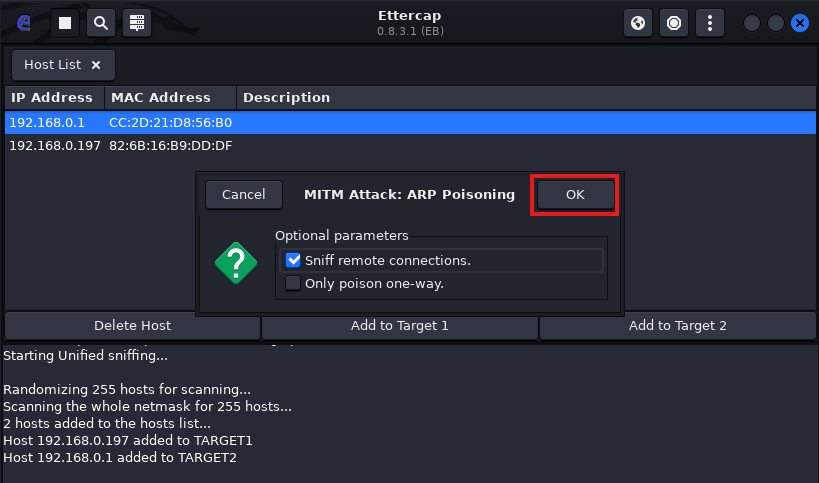 Ettercap
0.8.3.1 (EB)
Host List
IP Address MAC Address Description
192.168.0.1 CC:2D:21:D8:56:B0
192.168.0.197 82:6B:16:B9:DD:DF
Cancel MITM Attack: ARP Poisoning OK
Optional parameters
Sniff remote connections.
Only poison one-way.
Delete Host Add to Target 1 Add to Target 2
Starting Unified sniffing...
Randomizing 255 hosts for scanning...
Scanning the whole netmask for 255 hosts...
2 hosts added to the hosts list...
Host 192.168.0.197 added to TARGET1
Host 192.168.0.1 added to TARGET2